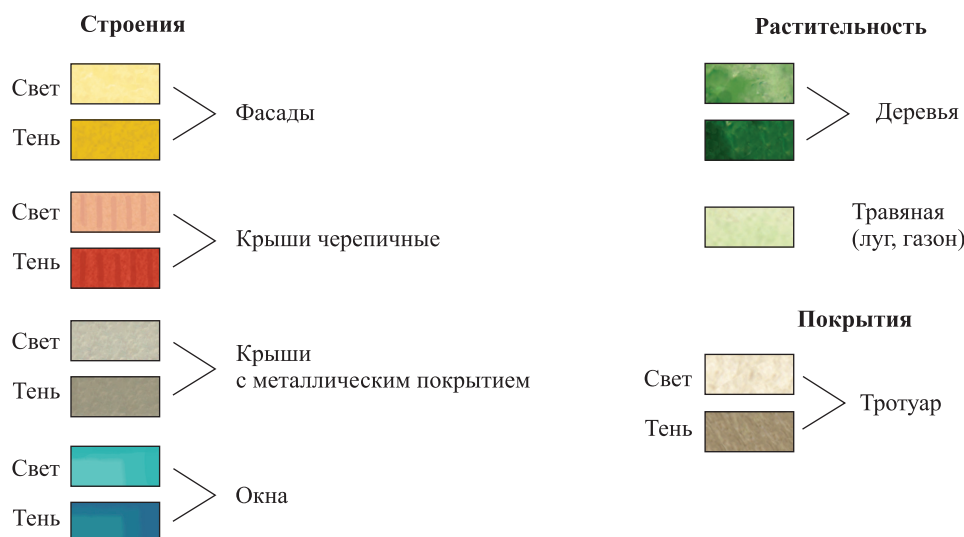 Строения
Свет
Тень
Фасады
Свет
Тень
Крыши черепичные
Свет
Тень
Крыши
с металлическим покрытием
Свет
Тень
Окна
Растительность
Деревья
Травяная
(луг, газон)
Покрытия
Свет
Тень
Тротуар